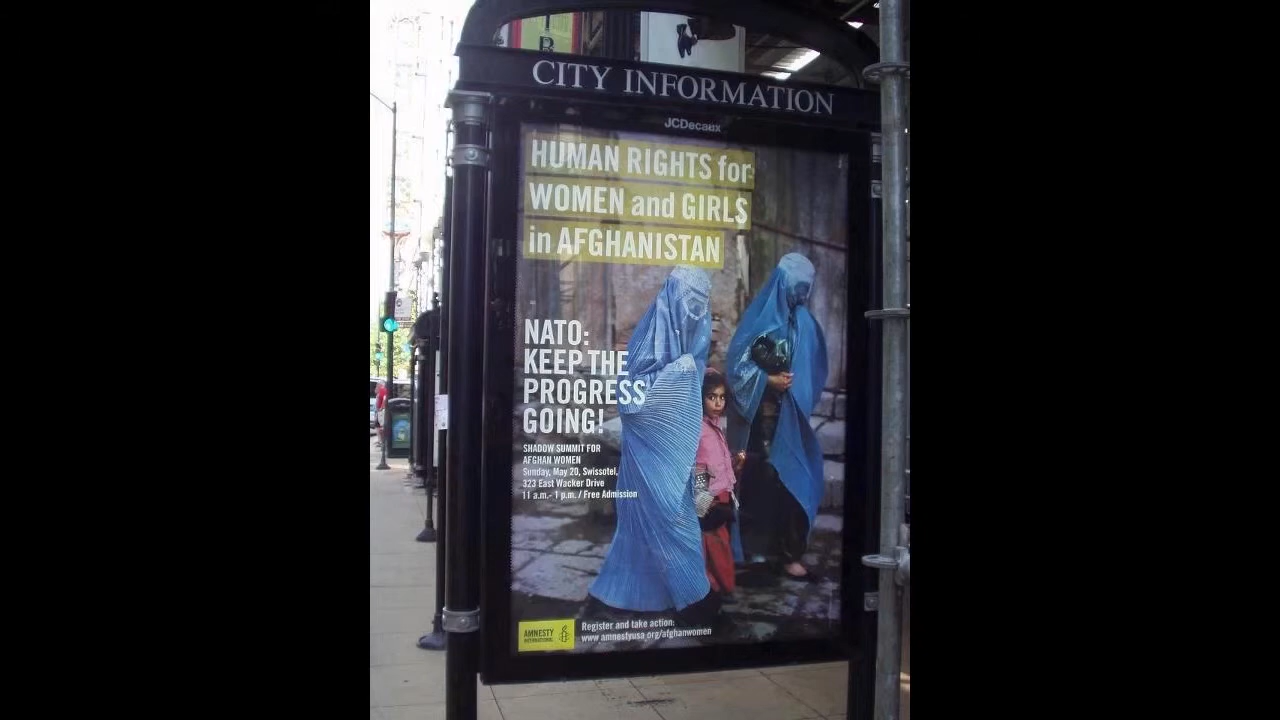 CITY INFORMATION
JCDecaux
HUMAN RIGHTS for
WOMEN and GIRLS
in AFGHANISTAN
NATO:
KEEP THE
PROGRESS
GOING!
SHADOW SUMMIT FOR
AFGHAN WOMEN
Sunday, May 20, Swissotel,
323 East Wacker Drive
11 a.m.- 1 p.m. / Free Admission
AMNESTY
INTERNATIONAL
Register and take action:
www.amnestyusa.org/afghanwomen